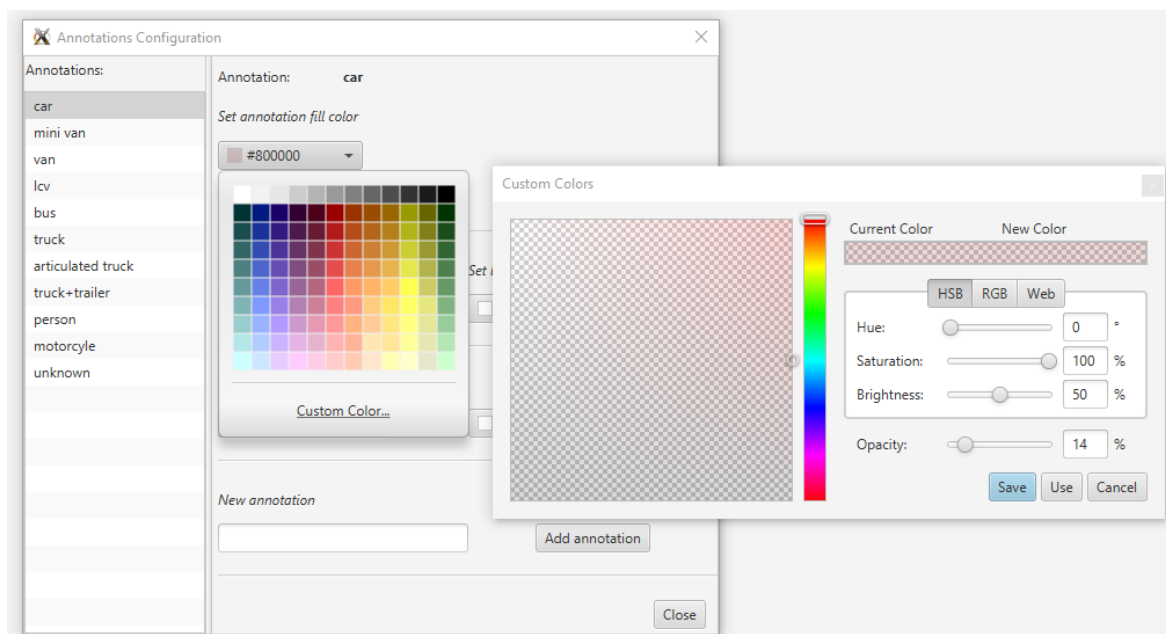 Annotations Configuration
Annotations:
car
mini van
van
lcv
bus
truck
articulated truck
truck+trailer
person
motorcyle
unknown
Annotation: car
Set annotation fill color
#800000
Set
Custom Color...
New annotation
Add annotation
Close
Custom Colors
Current Color New Color
HSB RGB Web
Hue: 0 °
Saturation: 100 %
Brightness: 50 %
Opacity: 14 %
Save Use Cancel